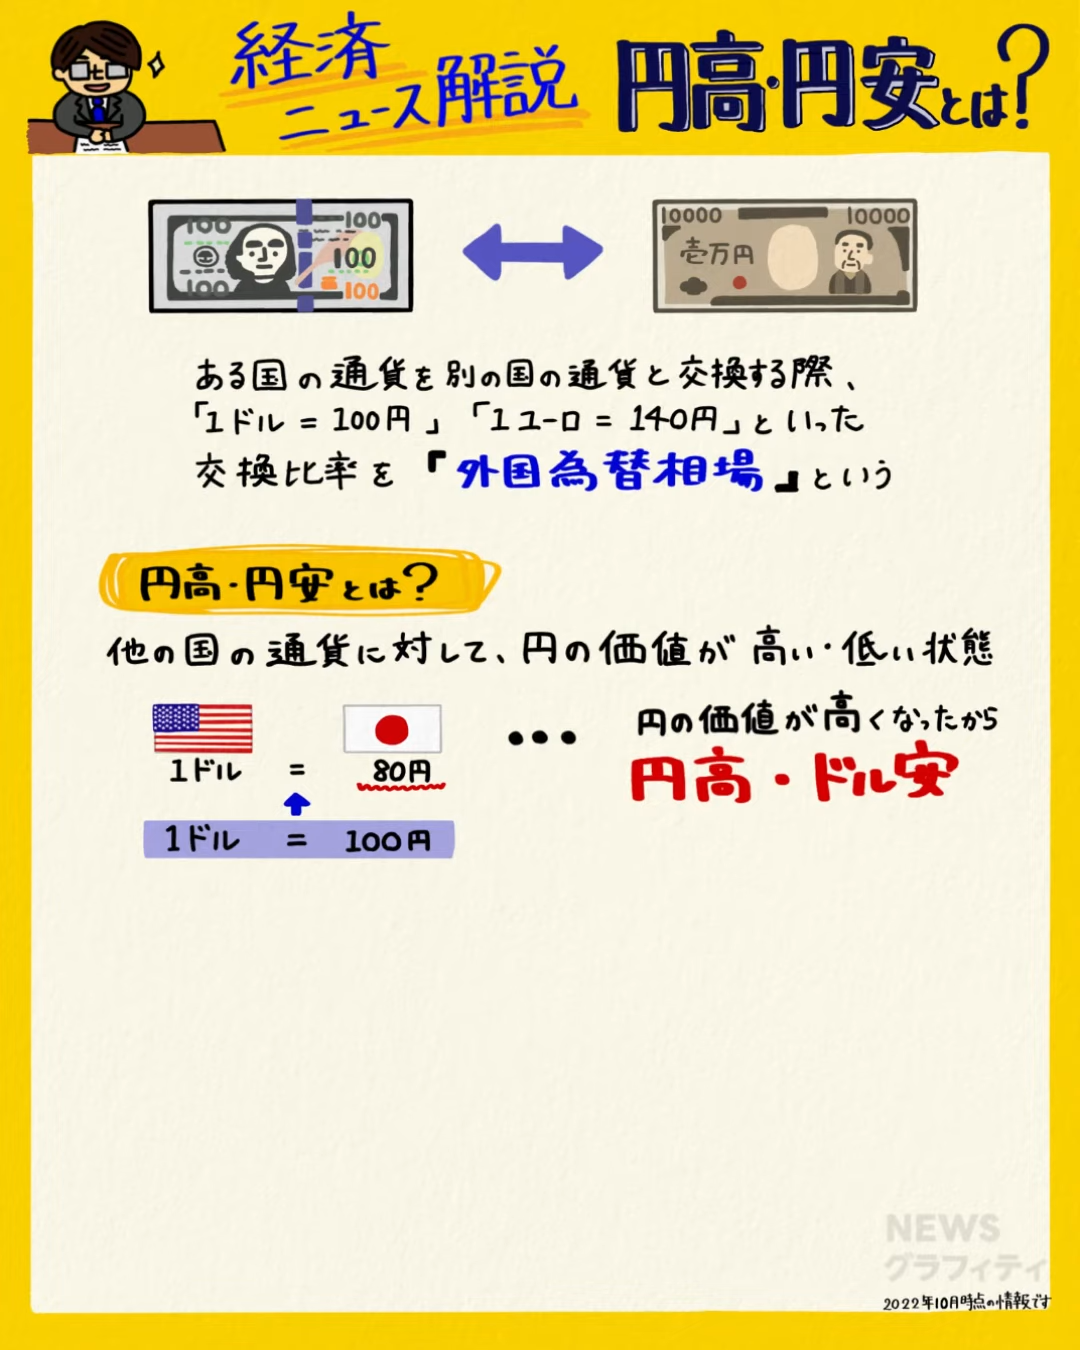 経済
ニュース解説
円高・円安とは?
100 100
100
100 100
10000 10000
壱万円
ある国の通貨を別の国の通貨と交換する際、
「1ドル = 100円」「1ユーロ = 140円」といった
交換比率を『外国為替相場』という
円高・円安とは?
他の国の通貨に対して、円の価値が高い・低い状態
1ドル = 80円
••• 円の価値が高くなったから
円高・ドル安
1ドル = 100円
NEWS
グラフィティ
2022年10月時点の情報です